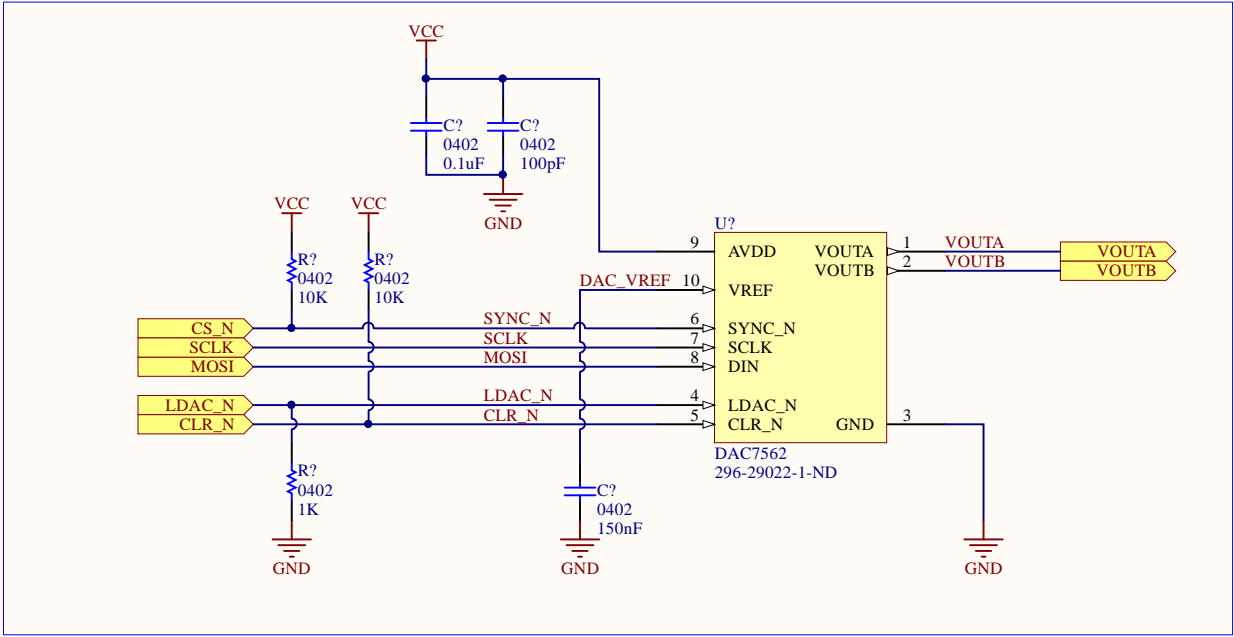 VCC
C?
0402
0.1uF
C?
0402
100pF
GND
VCC
VCC
R?
0402
10K
R?
0402
10K
U?
9
AVDD
VOUTA
1
VOUTA
VOUTA
VOUTB
2
VOUTB
VOUTB
DAC_VREF
10
VREF
CS_N
SYNC_N
6
SYNC_N
SCLK
SCLK
7
SCLK
MOSI
MOSI
8
DIN
LDAC_N
LDAC_N
4
LDAC_N
CLR_N
CLR_N
5
CLR_N
GND
3
DAC7562
296-29022-1-ND
R?
0402
1K
GND
C?
0402
150nF
GND
GND